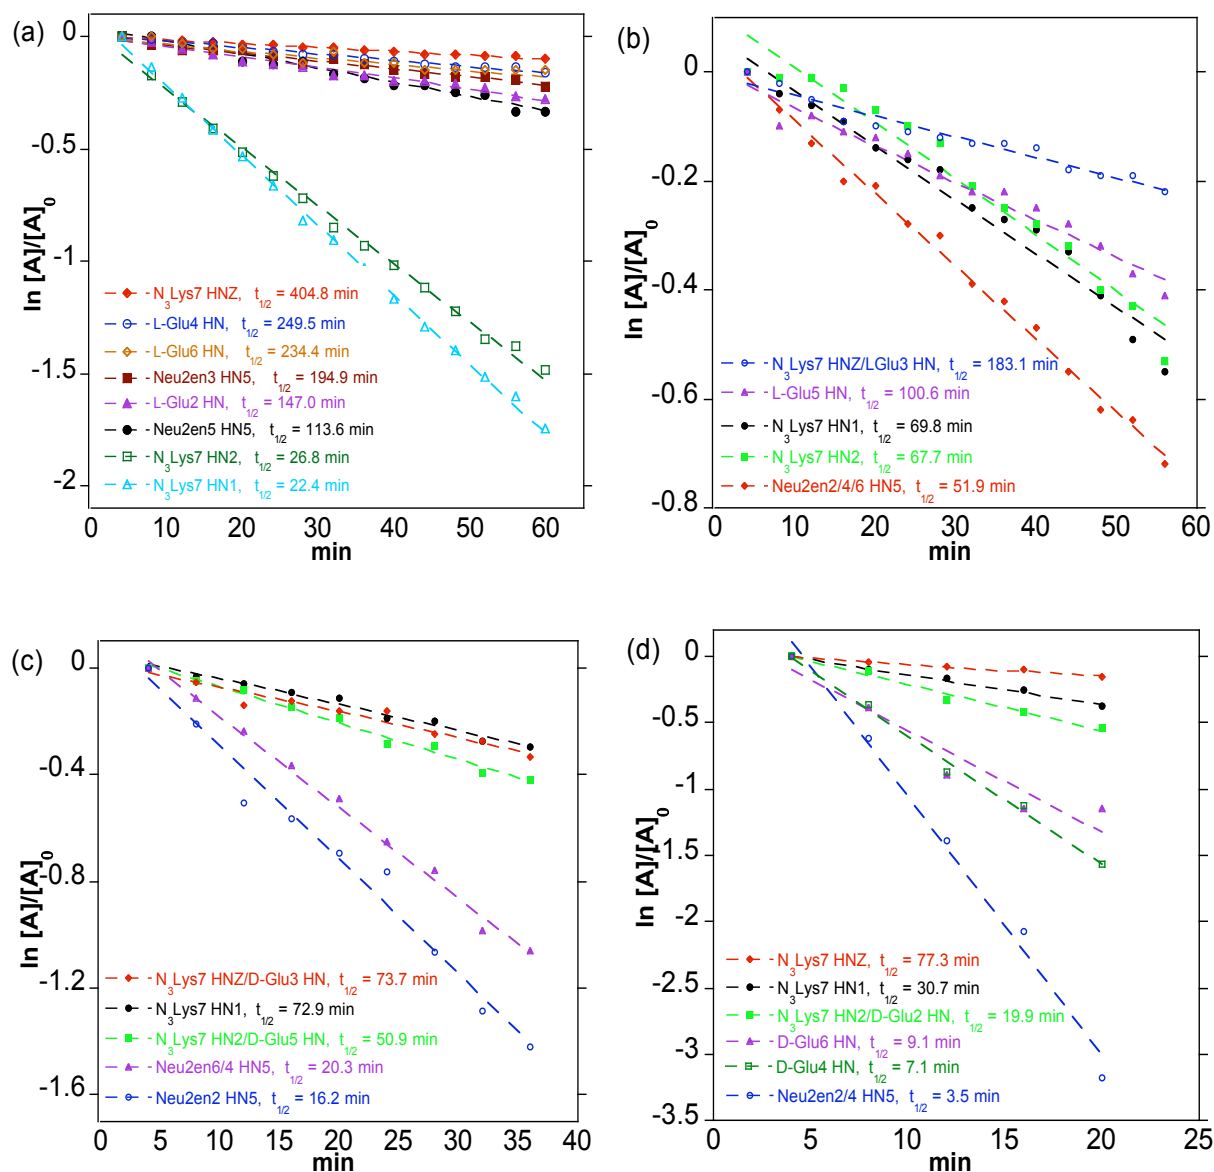 (a)
0
-0.5
-1
-1.5
-2
ln [A]/[A]0
N3Lys7 HNZ, t1/2 = 404.8 min
L-Glu4 HN, t1/2 = 249.5 min
L-Glu6 HN, t1/2 = 234.4 min
Neu2en3 HN5, t1/2 = 194.9 min
L-Glu2 HN, t1/2 = 147.0 min
Neu2en5 HN5, t1/2 = 113.6 min
N3Lys7 HN2, t1/2 = 26.8 min
N3Lys7 HN1, t1/2 = 22.4 min
0 10 20 30 40 50 60
min
(b)
0
-0.2
-0.4
-0.6
-0.8
ln [A]/[A]0
N3Lys7 HNZ/LGlu3 HN, t1/2 = 183.1 min
L-Glu5 HN, t1/2 = 100.6 min
N3Lys7 HN1, t1/2 = 69.8 min
N3Lys7 HN2, t1/2 = 67.7 min
Neu2en2/4/6 HN5, t1/2 = 51.9 min
0 10 20 30 40 50 60
min
(c)
0
-0.4
-0.8
-1.2
-1.6
ln [A]/[A]0
N3Lys7 HNZ/D-Glu3 HN, t1/2 = 73.7 min
N3Lys7 HN1, t1/2 = 72.9 min
N3Lys7 HN2/D-Glu5 HN, t1/2 = 50.9 min
Neu2en6/4 HN5, t1/2 = 20.3 min
Neu2en2 HN5, t1/2 = 16.2 min
0 5 10 15 20 25 30 35 40
min
(d)
0
-0.5
-1
-1.5
-2
-2.5
-3
-3.5
ln [A]/[A]0
N3Lys7 HNZ, t1/2 = 77.3 min
N3Lys7 HN1, t1/2 = 30.7 min
N3Lys7 HN2/D-Glu2 HN, t1/2 = 19.9 min
D-Glu6 HN, t1/2 = 9.1 min
D-Glu4 HN, t1/2 = 7.1 min
Neu2en2/4 HN5, t1/2 = 3.5 min
0 5 10 15 20 25
min